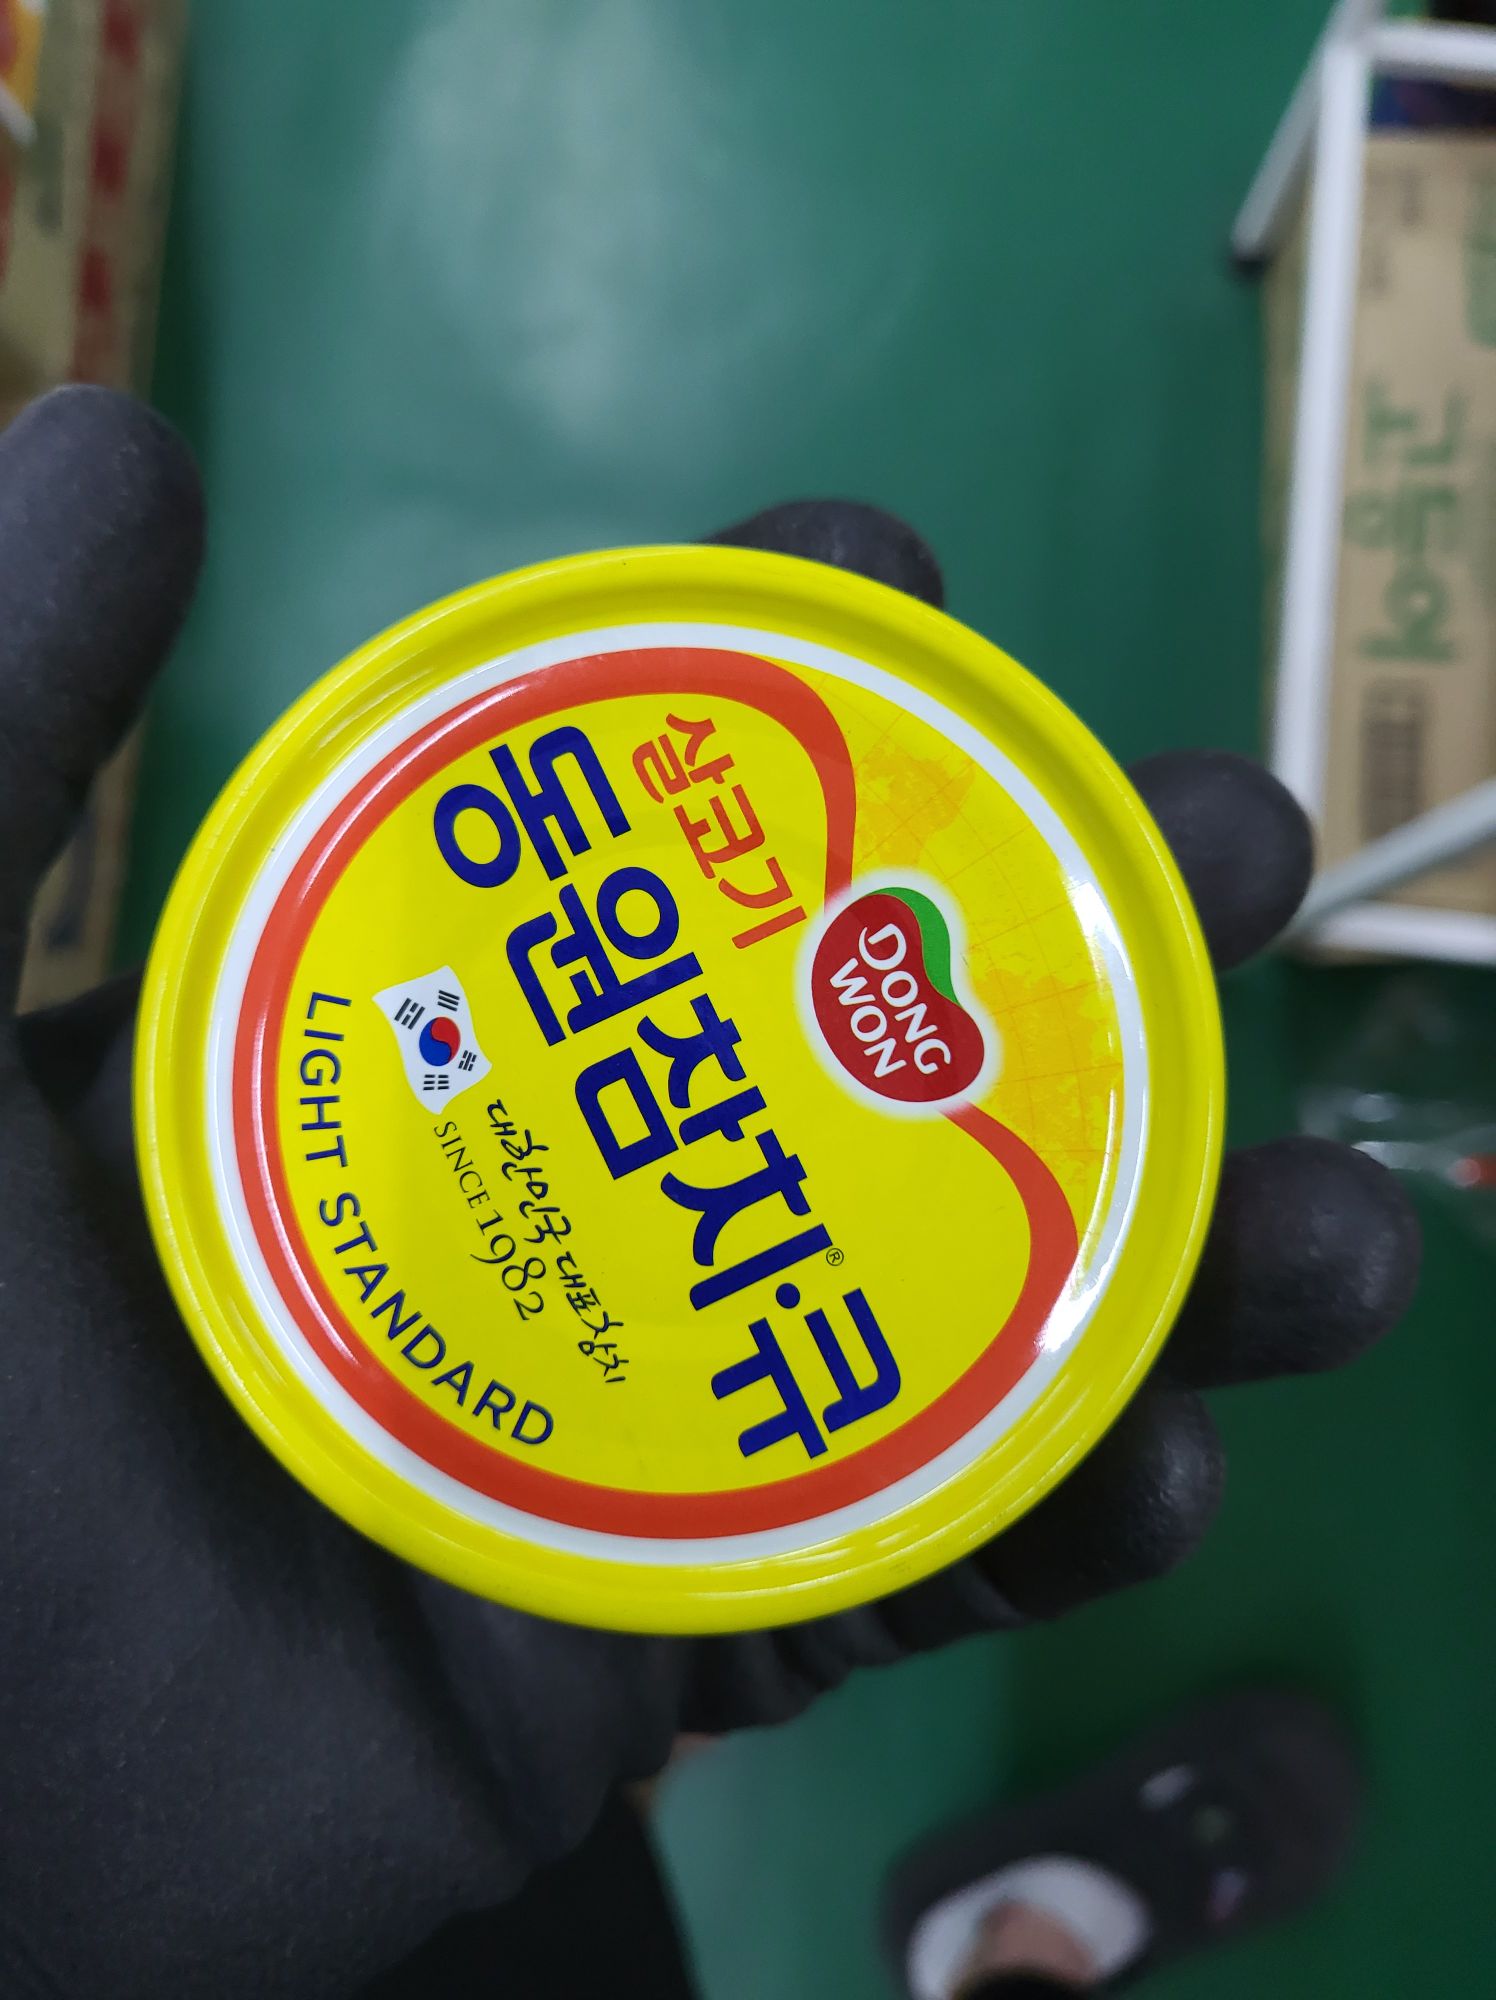 DONG
WON
살코기
동원참치®·큐
대한민국 대표참치
SINCE 1982
LIGHT STANDARD